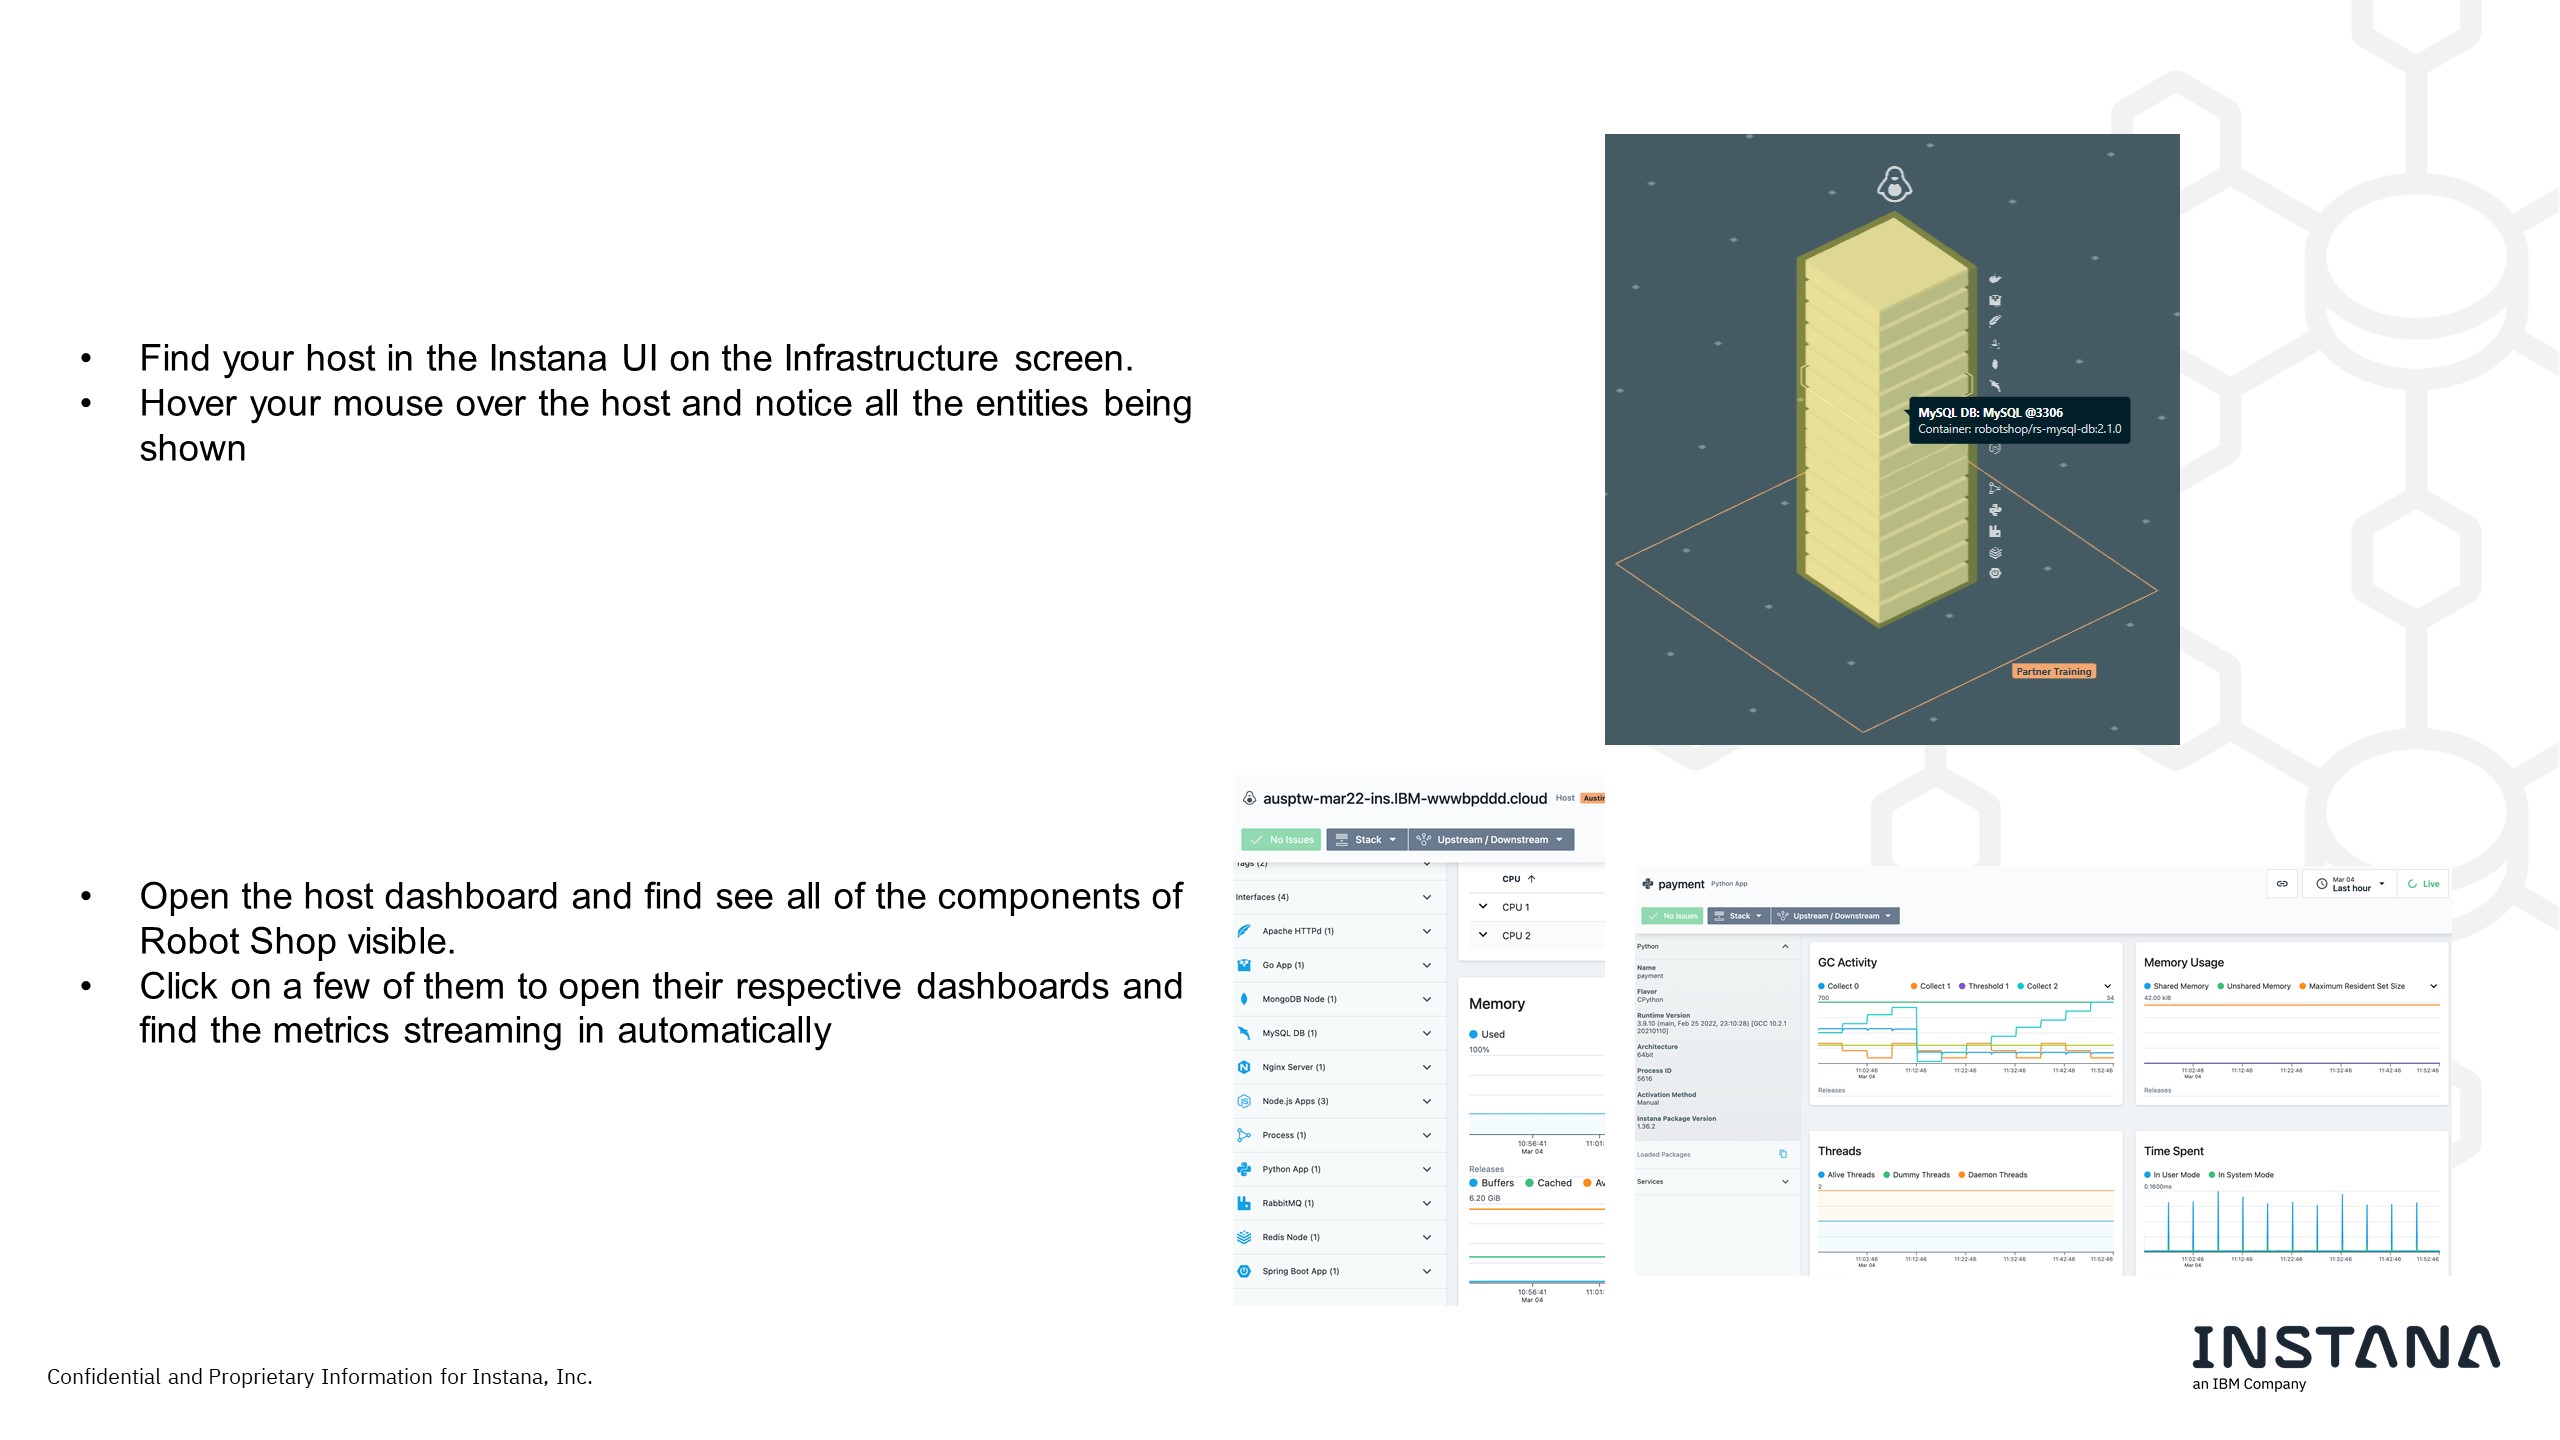 • Find your host in the Instana UI on the Infrastructure screen.
• Hover your mouse over the host and notice all the entities being
shown
MySQL DB: MySQL @3306
Container: robotshop/rs-mysql-db:2.1.0
Partner Training
• Open the host dashboard and find see all of the components of
Robot Shop visible.
• Click on a few of them to open their respective dashboards and
find the metrics streaming in automatically
ausptw-mar22-ins.IBM-wwwbpddd.cloud Host
No Issues Stack Upstream / Downstream
Tags (2)
Interfaces (4)
Apache HTTPd (1)
Go App (1)
MongoDB Node (1)
MySQL DB (1)
Nginx Server (1)
Node.js Apps (3)
Process (1)
Python App (1)
RabbitMQ (1)
Redis Node (1)
Spring Boot App (1)
CPU ↑
CPU 1
CPU 2
Memory
Used
100%
10:56:41 11:01:
Mar 04
Releases
Buffers Cached Av
6.20 GiB
10:56:41 11:01:
Mar 04
payment Python App
Mar 04
Last hour
Live
No Issues Stack Upstream / Downstream
Python
Name
payment
Flavor
CPython
Runtime Version
3.9.10 (main, Feb 25 2022, 23:10:28) [GCC 10.2.1
20210110]
Architecture
64bit
Process ID
5616
Activation Method
Manual
Instana Package Version
1.36.2
Loaded Packages
Services
GC Activity
Collect 0 Collect 1 Threshold 1 Collect 2
700 34
11:02:46 11:12:46 11:22:46 11:32:46 11:42:46 11:52:46
Mar 04
Releases
Memory Usage
Shared Memory Unshared Memory Maximum Resident Set Size
42.00 kiB
11:02:46 11:12:46 11:22:46 11:32:46 11:42:46 11:52:46
Mar 04
Releases
Threads
Alive Threads Dummy Threads Daemon Threads
2
11:02:46 11:12:46 11:22:46 11:32:46 11:42:46 11:52:46
Mar 04
Time Spent
In User Mode In System Mode
0.1600ms
11:02:46 11:12:46 11:22:46 11:32:46 11:42:46 11:52:46
Mar 04
Confidential and Proprietary Information for Instana, Inc.
INSTANA
an IBM Company